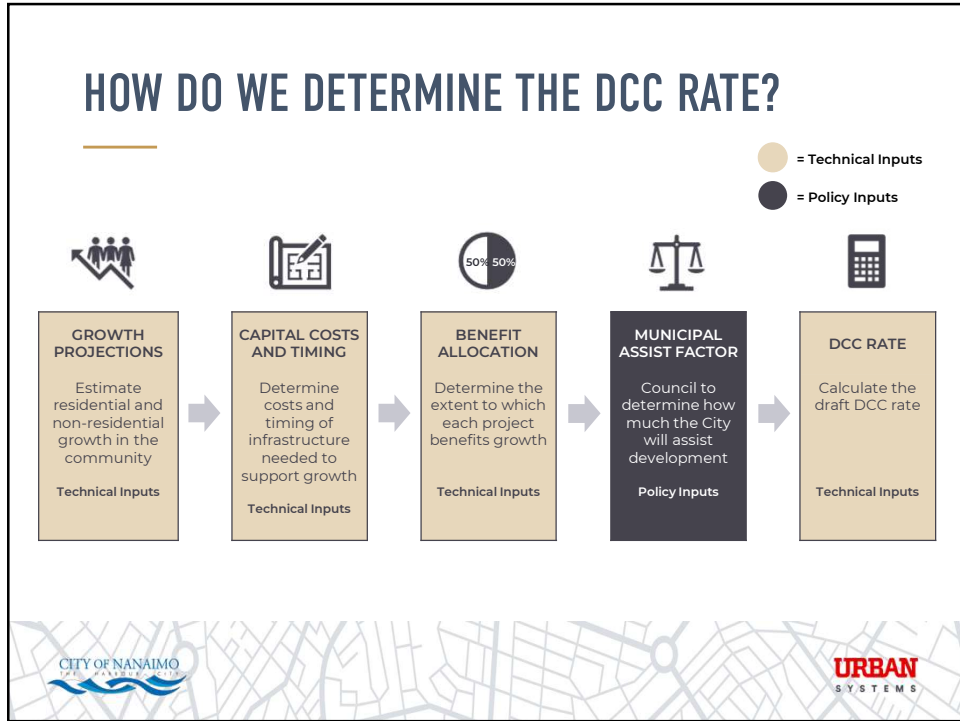 HOW DO WE DETERMINE THE DCC RATE?
= Technical Inputs
= Policy Inputs
50% 50%
GROWTH
PROJECTIONS
Estimate
residential and
non-residential
growth in the
community
Technical Inputs
CAPITAL COSTS
AND TIMING
Determine
costs and
timing of
infrastructure
needed to
support growth
Technical Inputs
BENEFIT
ALLOCATION
Determine the
extent to which
each project
benefits growth
Technical Inputs
MUNICIPAL
ASSIST FACTOR
Council to
determine how
much the City
will assist
development
Policy Inputs
DCC RATE
Calculate the
draft DCC rate
Technical Inputs
CITY OF NANAIMO
THE HARBOUR CITY
URBAN
SYSTEMS